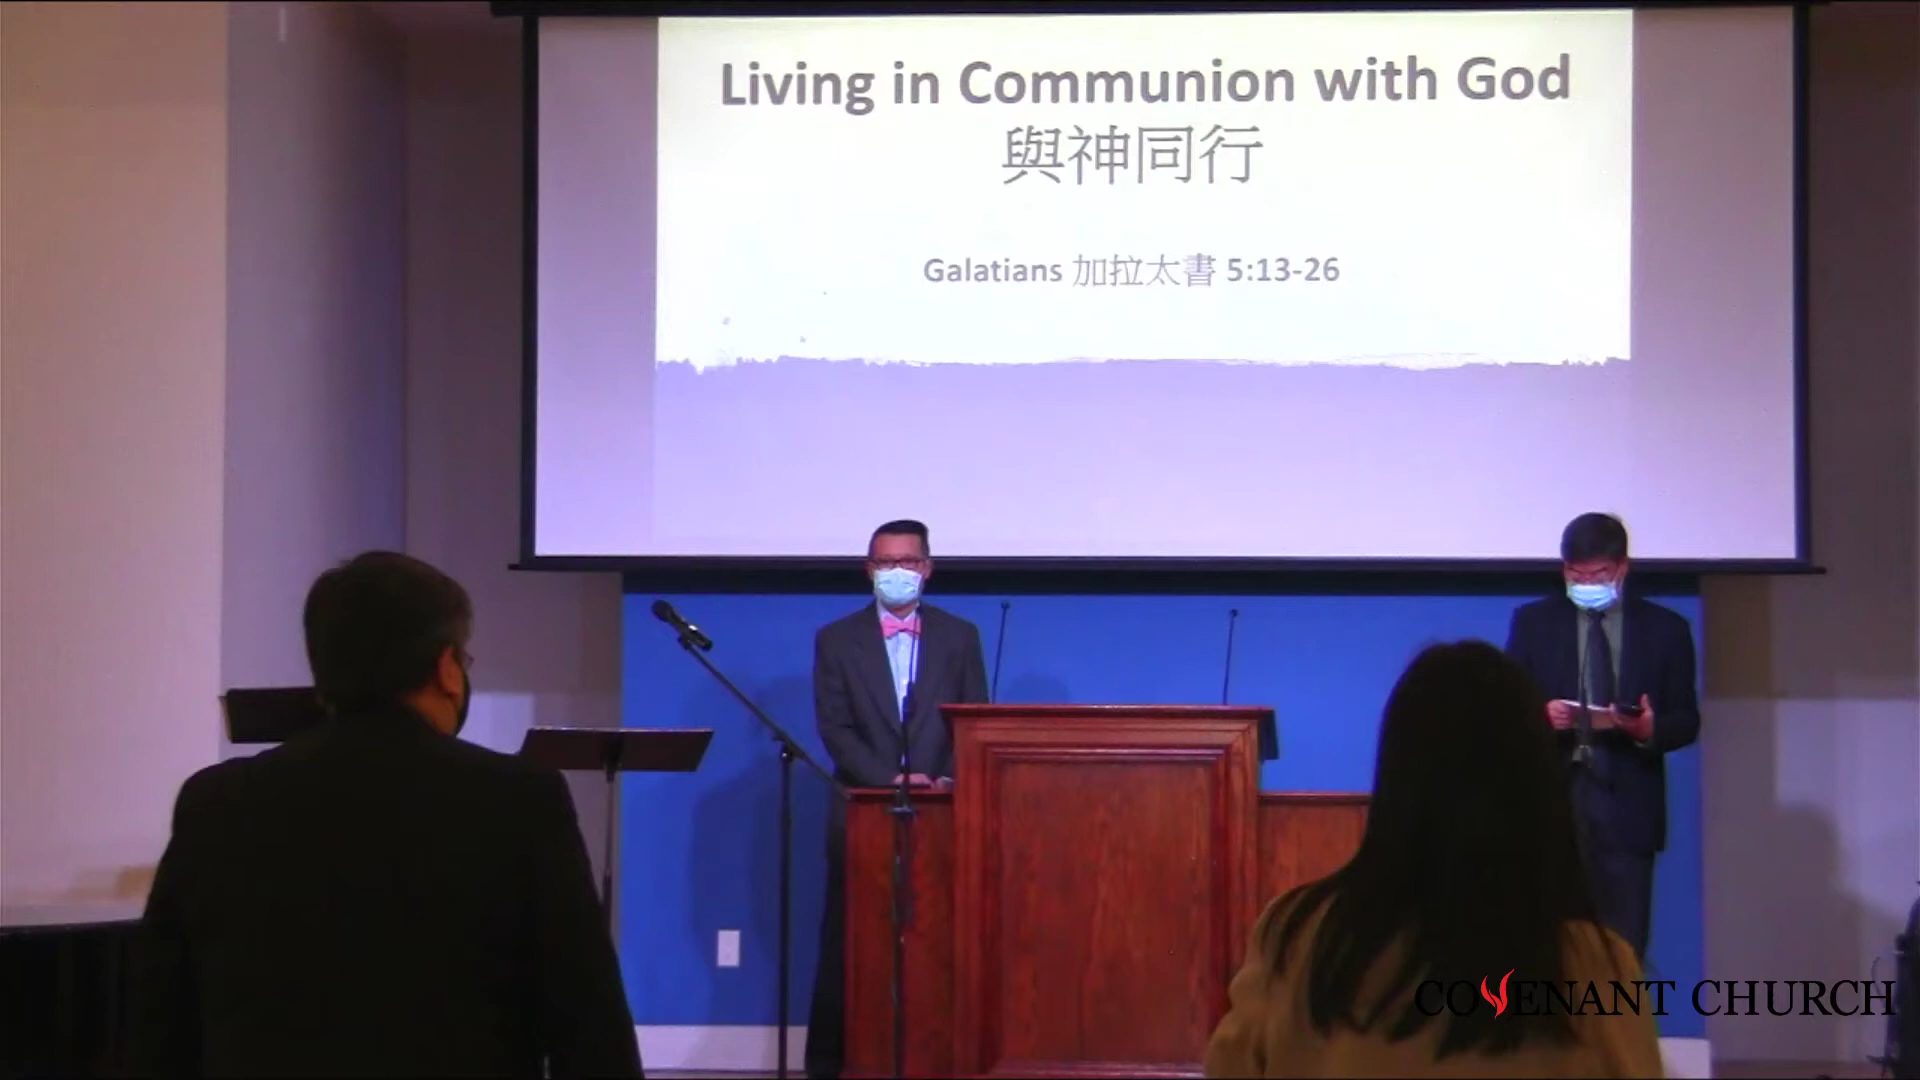 Living in Communion with God
與神同行
Galatians 加拉太書 5:13-26
COVENANT CHURCH